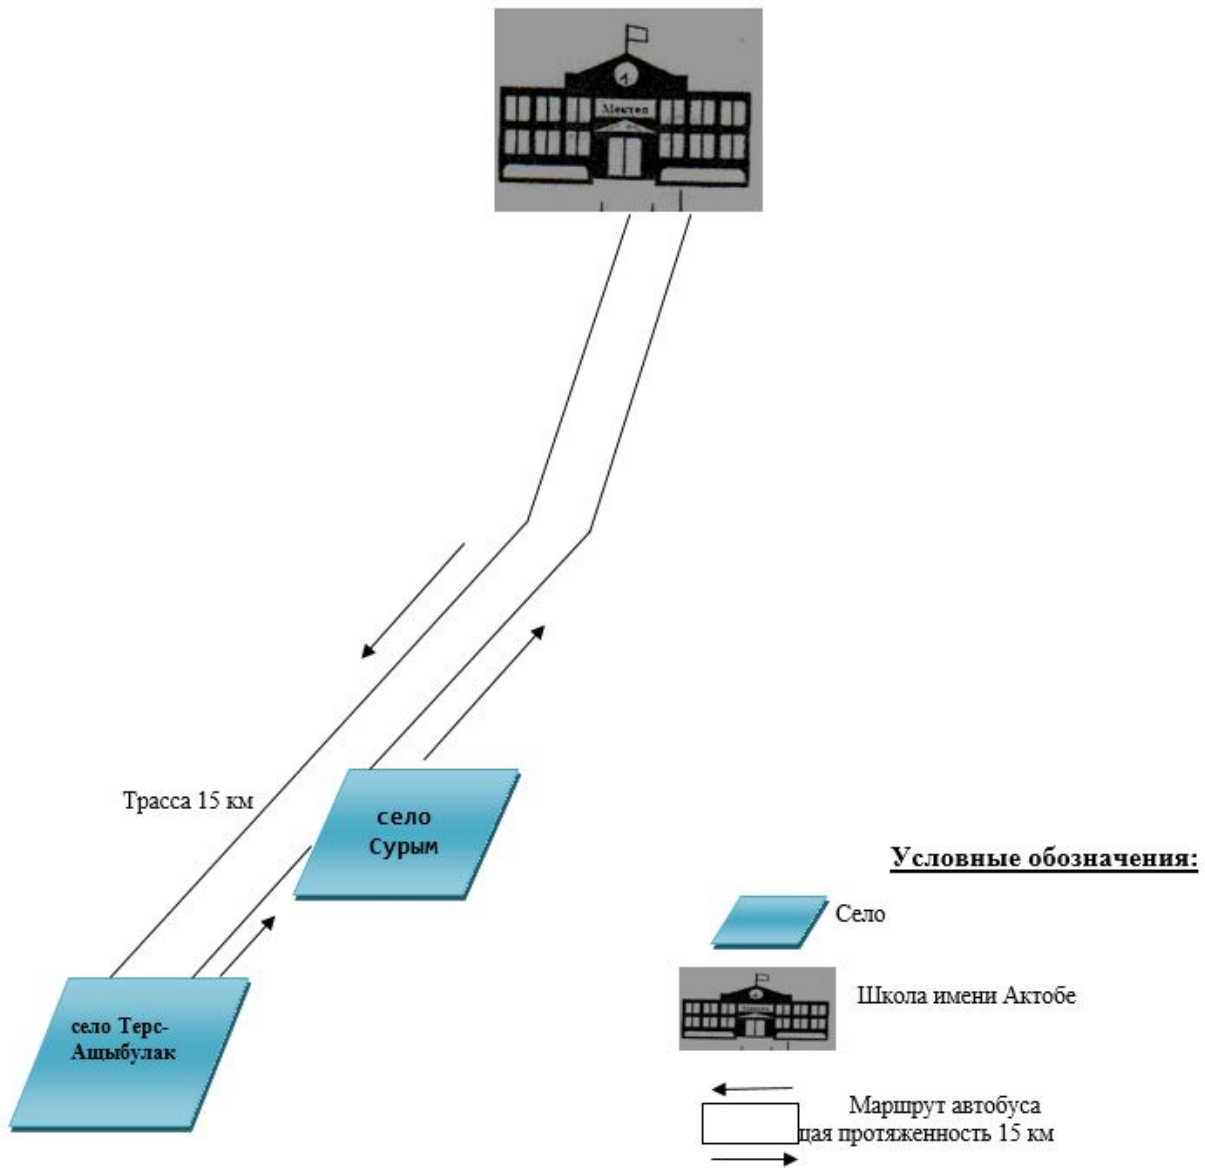 Мектеп
Трасса 15 км
село
Сурым
село Терс-
Ащыбулак
Условные обозначения:
Село
Школа имени Актобе
Маршрут автобуса
щая протяженность 15 км